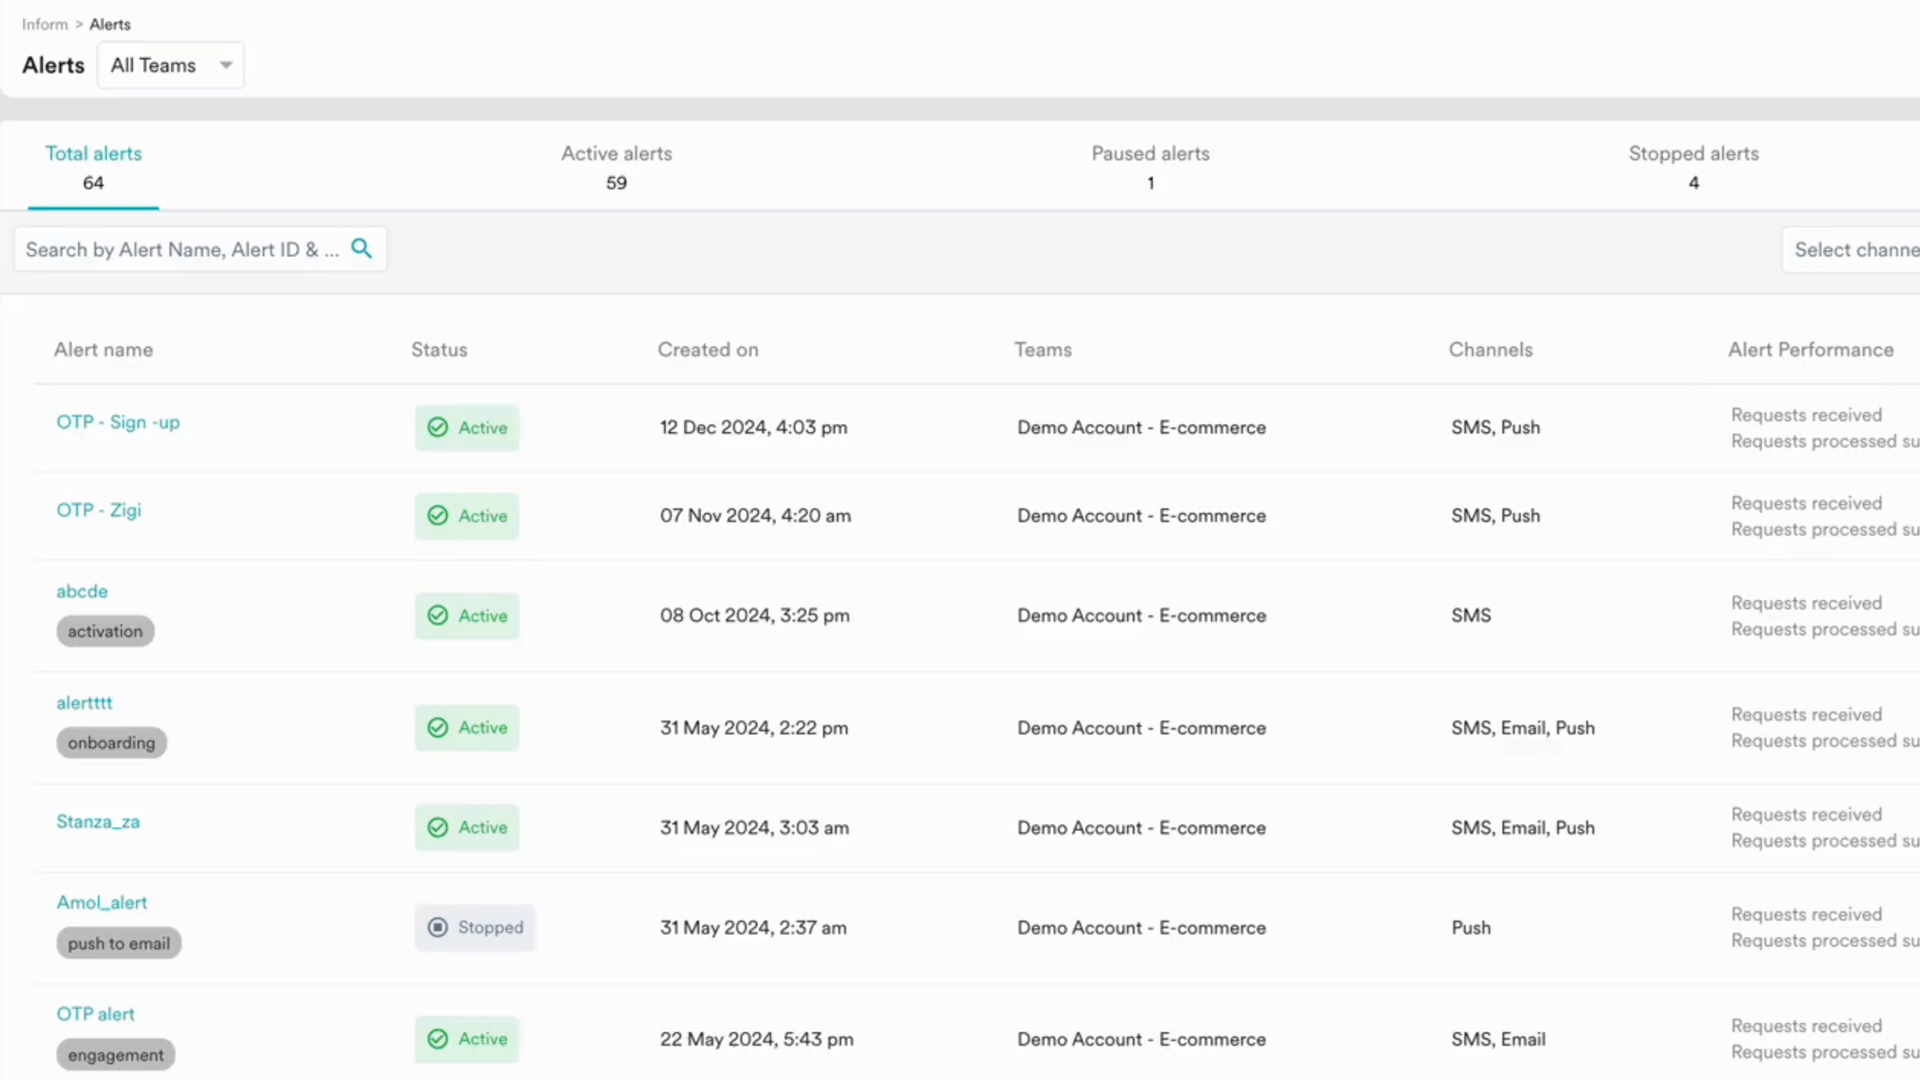 Inform > Alerts
Alerts All Teams
Total alerts Active alerts Paused alerts Stopped alerts
64 59 1 4
Search by Alert Name, Alert ID & ... Select channe
Alert name Status Created on Teams Channels Alert Performance
OTP - Sign -up Active 12 Dec 2024, 4:03 pm Demo Account - E-commerce SMS, Push Requests received
Requests processed su
OTP - Zigi Active 07 Nov 2024, 4:20 am Demo Account - E-commerce SMS, Push Requests received
Requests processed su
abcde Active 08 Oct 2024, 3:25 pm Demo Account - E-commerce SMS Requests received
activation Requests processed su
alertttt Active 31 May 2024, 2:22 pm Demo Account - E-commerce SMS, Email, Push Requests received
onboarding Requests processed su
Stanza_za Active 31 May 2024, 3:03 am Demo Account - E-commerce SMS, Email, Push Requests received
Requests processed su
Amol_alert Stopped 31 May 2024, 2:37 am Demo Account - E-commerce Push Requests received
push to email Requests processed su
OTP alert Active 22 May 2024, 5:43 pm Demo Account - E-commerce SMS, Email Requests received
engagement Requests processed su